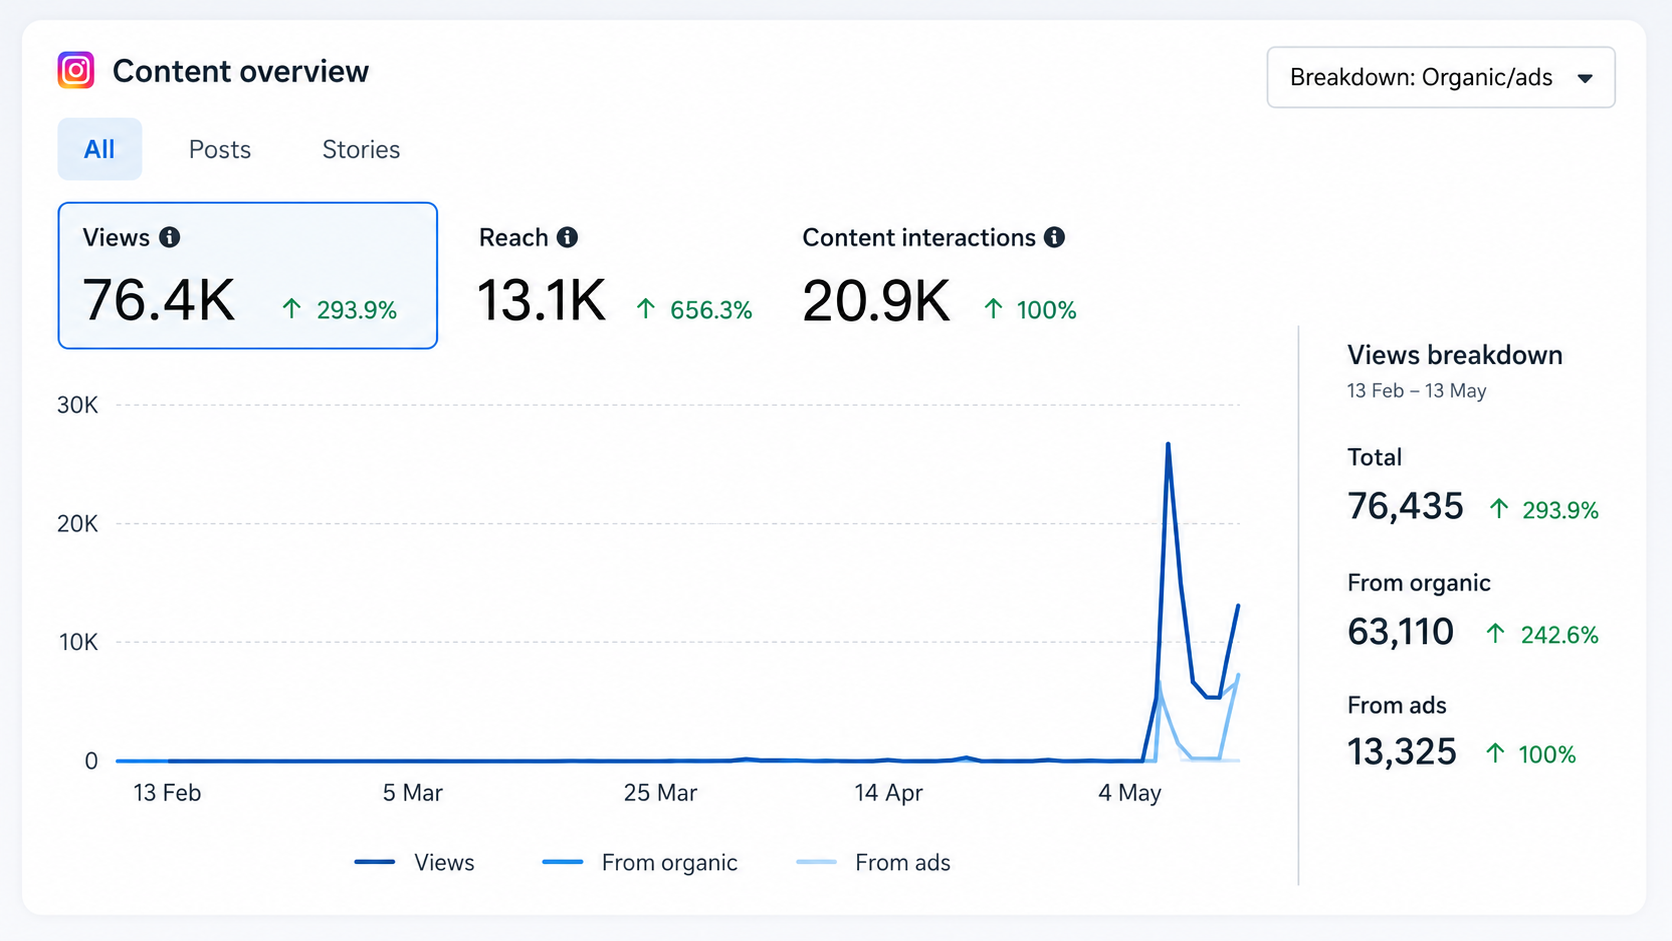 Content overview
Breakdown: Organic/ads
All
Posts
Stories
Views
76.4K ↑ 293.9%
Reach
13.1K ↑ 656.3%
Content interactions
20.9K ↑ 100%
30K
20K
10K
0
13 Feb
5 Mar
25 Mar
14 Apr
4 May
Views
From organic
From ads
Views breakdown
13 Feb – 13 May
Total
76,435 ↑ 293.9%
From organic
63,110 ↑ 242.6%
From ads
13,325 ↑ 100%